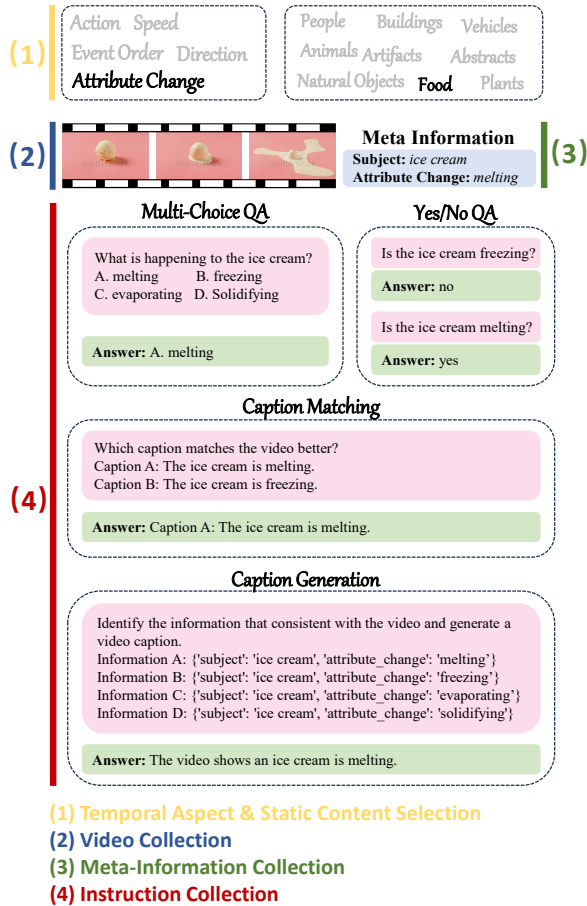 (1)
Action Speed
Event Order Direction
Attribute Change
People Buildings Vehicles
Animals Artifacts Abstracts
Natural Objects Food Plants
(2)
Meta Information
Subject: ice cream
Attribute Change: melting
(3)
(4)
Multi-Choice QA
What is happening to the ice cream?
A. melting B. freezing
C. evaporating D. Solidifying
Answer: A. melting
Yes/No QA
Is the ice cream freezing?
Answer: no
Is the ice cream melting?
Answer: yes
Caption Matching
Which caption matches the video better?
Caption A: The ice cream is melting.
Caption B: The ice cream is freezing.
Answer: Caption A: The ice cream is melting.
Caption Generation
Identify the information that consistent with the video and generate a
video caption.
Information A: {'subject': 'ice cream', 'attribute_change': 'melting'}
Information B: {'subject': 'ice cream', 'attribute_change': 'freezing'}
Information C: {'subject': 'ice cream', 'attribute_change': 'evaporating'}
Information D: {'subject': 'ice cream', 'attribute_change': 'solidifying'}
Answer: The video shows an ice cream is melting.
(1) Temporal Aspect & Static Content Selection
(2) Video Collection
(3) Meta-Information Collection
(4) Instruction Collection